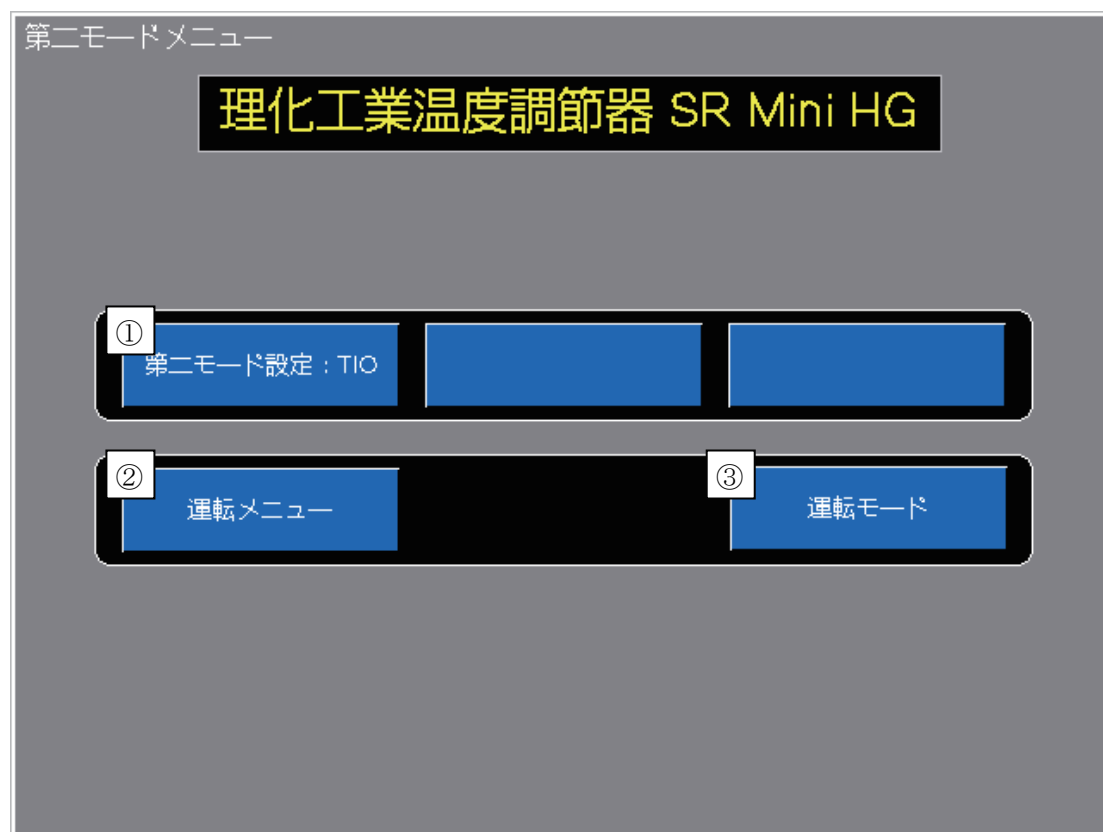 第二モードメニュー
理化工業温度調節器 SR Mini HG
①
第二モード設定：TIO
②
運転メニュー
③
運転モード